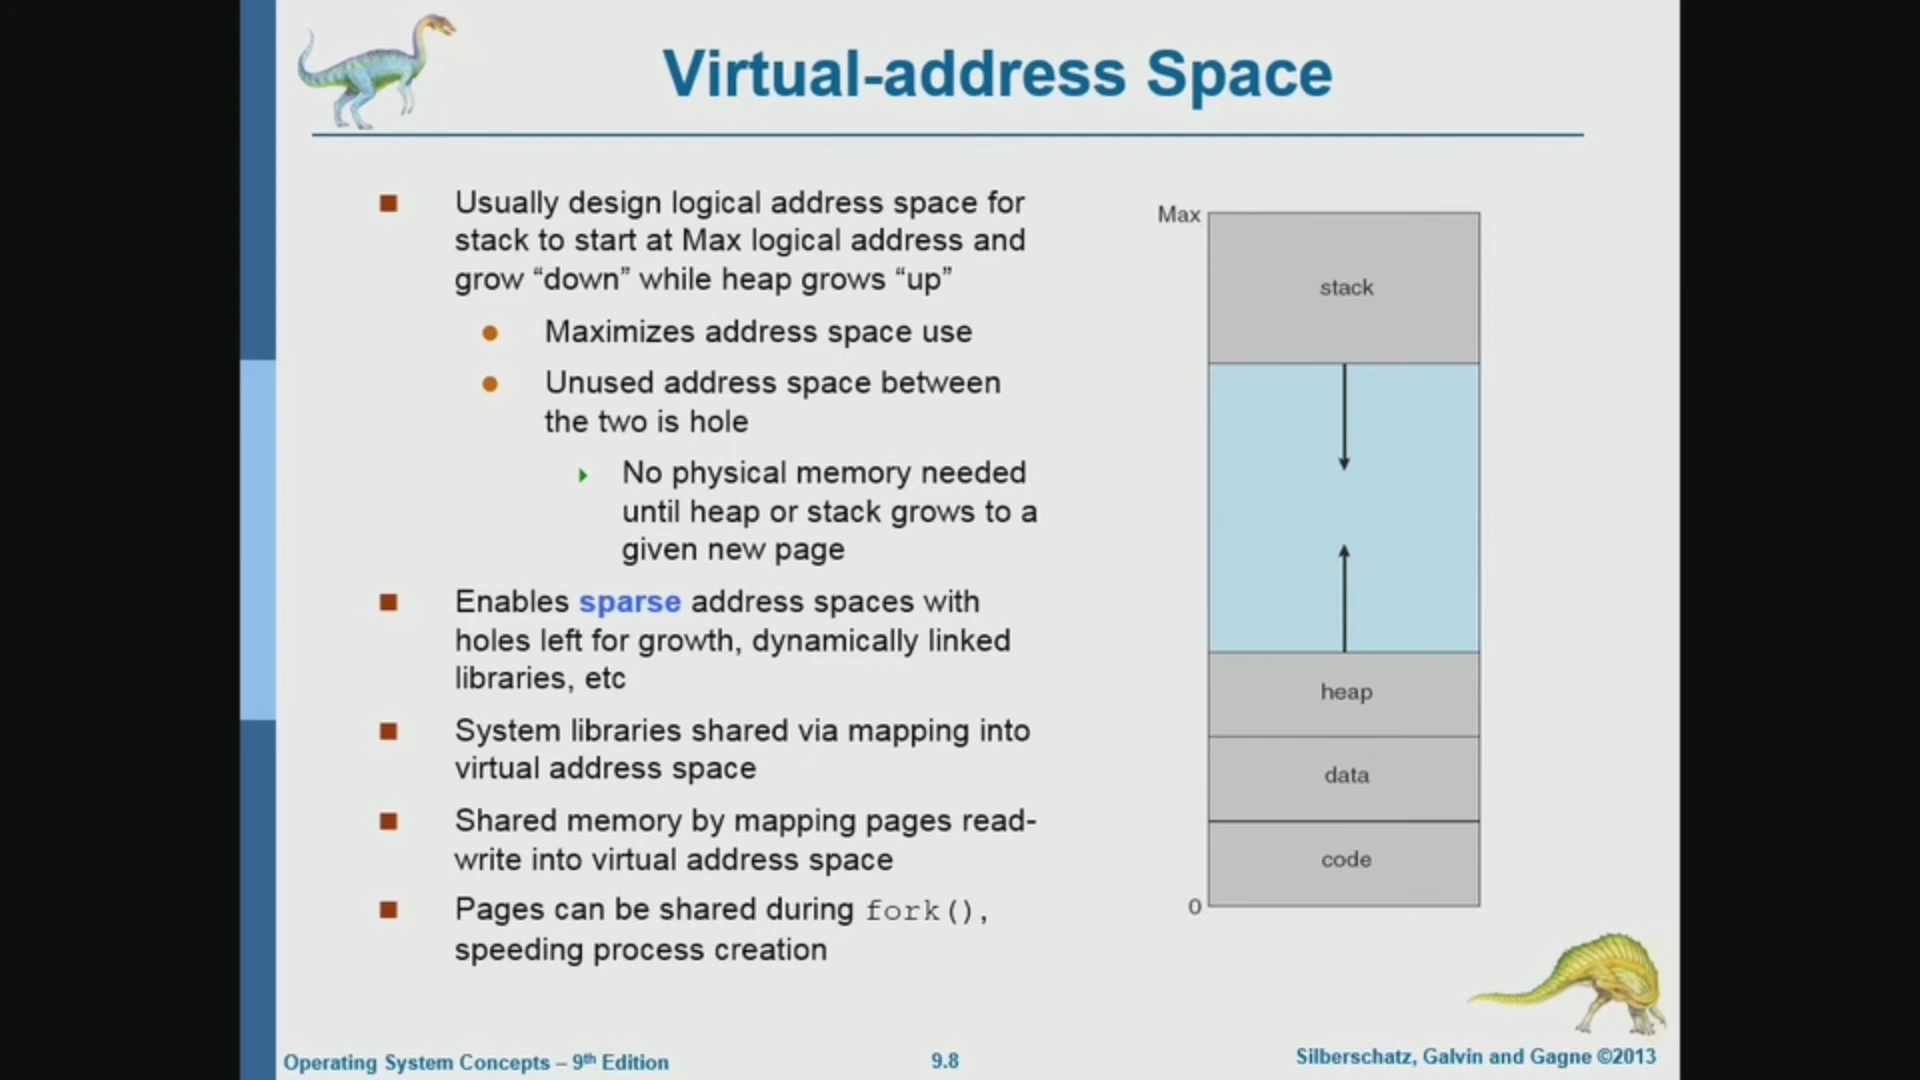 Virtual-address Space
Usually design logical address space for
stack to start at Max logical address and
grow “down” while heap grows “up”
Maximizes address space use
Unused address space between
the two is hole
No physical memory needed
until heap or stack grows to a
given new page
Enables sparse address spaces with
holes left for growth, dynamically linked
libraries, etc
System libraries shared via mapping into
virtual address space
Shared memory by mapping pages read-
write into virtual address space
Pages can be shared during fork(),
speeding process creation
Max
stack
heap
data
code
0
Operating System Concepts – 9th Edition
9.8
Silberschatz, Galvin and Gagne ©2013